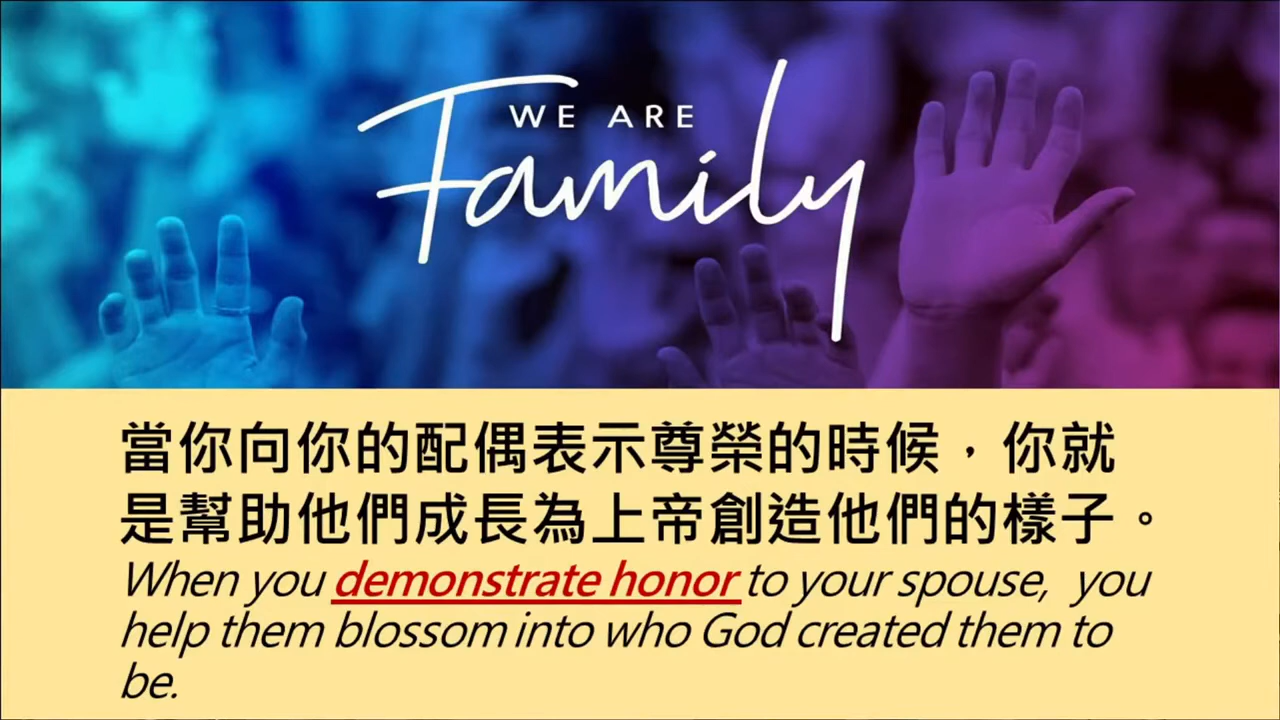 WE ARE
Family
當你向你的配偶表示尊榮的時候，你就
是幫助他們成長為上帝創造他們的樣子。
When you demonstrate honor to your spouse, you
help them blossom into who God created them to
be.